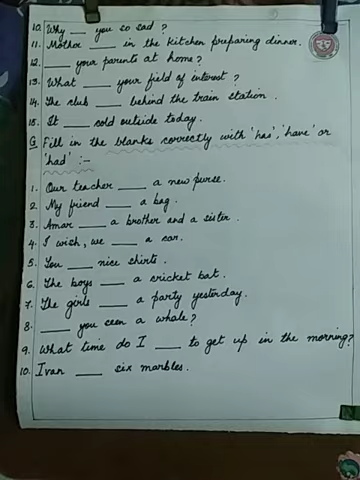 10. Why ___ you so sad?
11. Mother ___ in the kitchen preparing dinner.
12. ___ your parents at home?
13. What ___ your field of interest?
14. The club ___ behind the train station.
15. It ___ cold outside today.
G Fill in the blanks correctly with 'has', 'have' or
'had' :-
1. Our teacher ___ a new purse.
2. My friend ___ a bag.
3. Amar ___ a brother and a sister.
4. I wish, we ___ a car.
5. You ___ nice shirts.
6. The boys ___ a cricket bat.
7. The girls ___ a party yesterday.
8. ___ you seen a whale?
9. What time do I ___ to get up in the morning?
10. Ivan ___ six marbles.